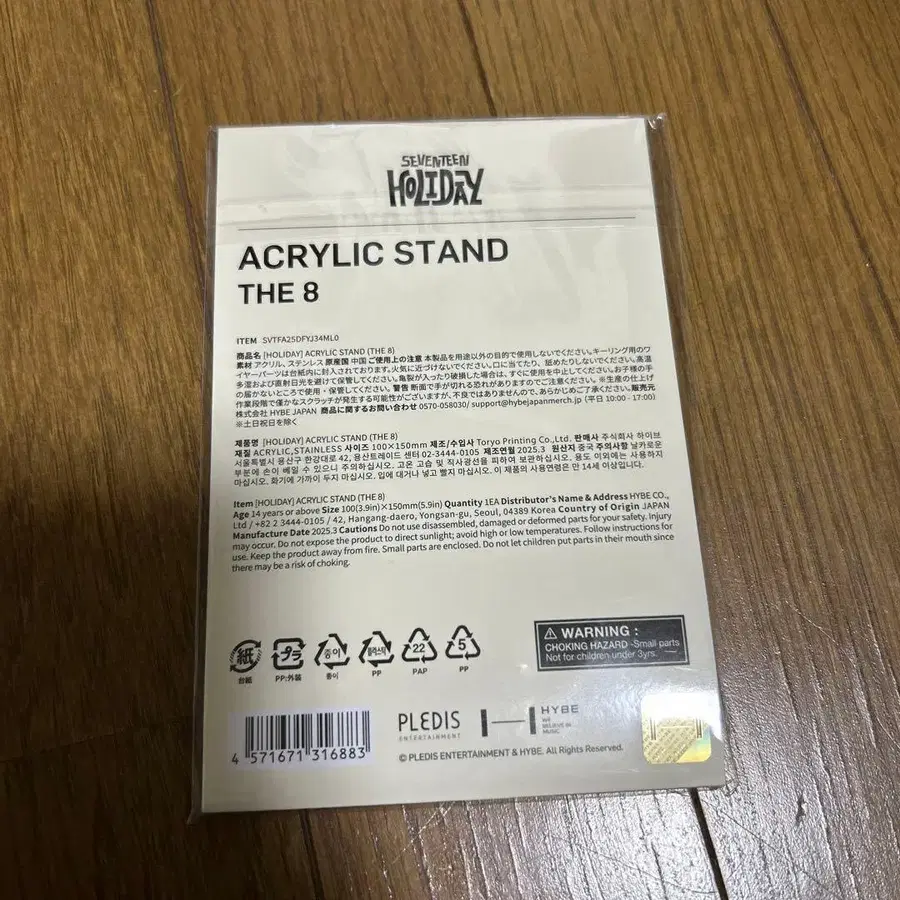 SEVENTEEN
HOLIDAY
ACRYLIC STAND
THE 8
ITEM SVTFA25DFYJ34ML0
商品名 [HOLIDAY] ACRYLIC STAND (THE 8)
素材 アクリル, ステンレス 原産国 中国 ご使用上の注意 本製品を用途以外の目的で使用しないでください。キーリング用のワ
イヤーパーツは台紙内に封入されております。火気に近づけないでください。口に当てたり、舐めたりしないでください。高温
多湿および直射日光を避けて保管してください。亀裂が入ったり破損した場合は、すぐに使用を中止してください。お子様の手
の届かないところで使用・保管してください。警告 断面で手が切れる恐れがありますのでご注意ください。※生産の仕上げ
作業段階で僅かなスクラッチが発生する可能性がございますが、不良ではありませんので、あらかじめご了承ください。販売元
株式会社 HYBE JAPAN 商品に関するお問い合わせ 0570-058030/ support@hybejapanmerch.jp (平日 10:00 - 17:00)
※土日祝日を除く
제품명 [HOLIDAY] ACRYLIC STAND (THE 8)
재질 ACRYLIC,STAINLESS 사이즈 100×150mm 제조/수입사 Toryo Printing Co.,Ltd. 판매사 주식회사 하이브
서울특별시 용산구 한강대로 42, 용산트레이드 센터 02-3444-0105 제조연월 2025.3 원산지 중국 주의사항 날카로운
부분에 손이 베일 수 있으니 주의하십시오. 고온 고습 및 직사광선을 피하여 보관하십시오. 용도 이외에는 사용하지
마십시오. 화기에 가까이 두지 마십시오. 입에 대거나 넣고 빨지 마십시오. 이 제품의 사용연령은 만 14세 이상입니다.
Item [HOLIDAY] ACRYLIC STAND (THE 8)
Age 14 years or above Size 100(3.9in)×150mm(5.9in) Quantity 1EA Distributor's Name & Address HYBE CO.,
Ltd / +82 2 3444-0105 / 42, Hangang-daero, Yongsan-gu, Seoul, 04389 Korea Country of Origin JAPAN
Manufacture Date 2025.3 Cautions Do not use disassembled, damaged or deformed parts for your safety. Injury
may occur. Do not expose the product to direct sunlight; avoid high or low temperatures. Follow instructions for
use. Keep the product away from fire. Small parts are enclosed. Do not let children put parts in their mouth since
there may be a risk of choking.
紙 プラ 종이 플라스틱 22 5
台紙 PP:外装 종이 PP PAP PP
WARNING :
CHOKING HAZARD -Small parts
Not for children under 3yrs.
4 571671 316883
PLEDIS
ENTERTAINMENT
HYBE
WE
BELIEVE IN
MUSIC
© PLEDIS ENTERTAINMENT & HYBE. All Rights Reserved.